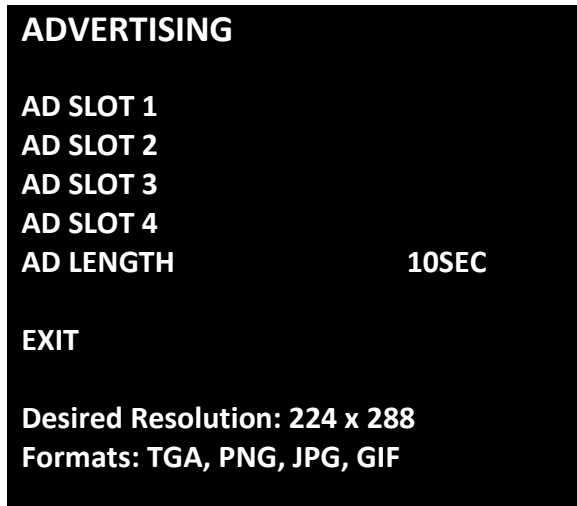 ADVERTISING
AD SLOT 1
AD SLOT 2
AD SLOT 3
AD SLOT 4
AD LENGTH 10SEC
EXIT
Desired Resolution: 224 x 288
Formats: TGA, PNG, JPG, GIF